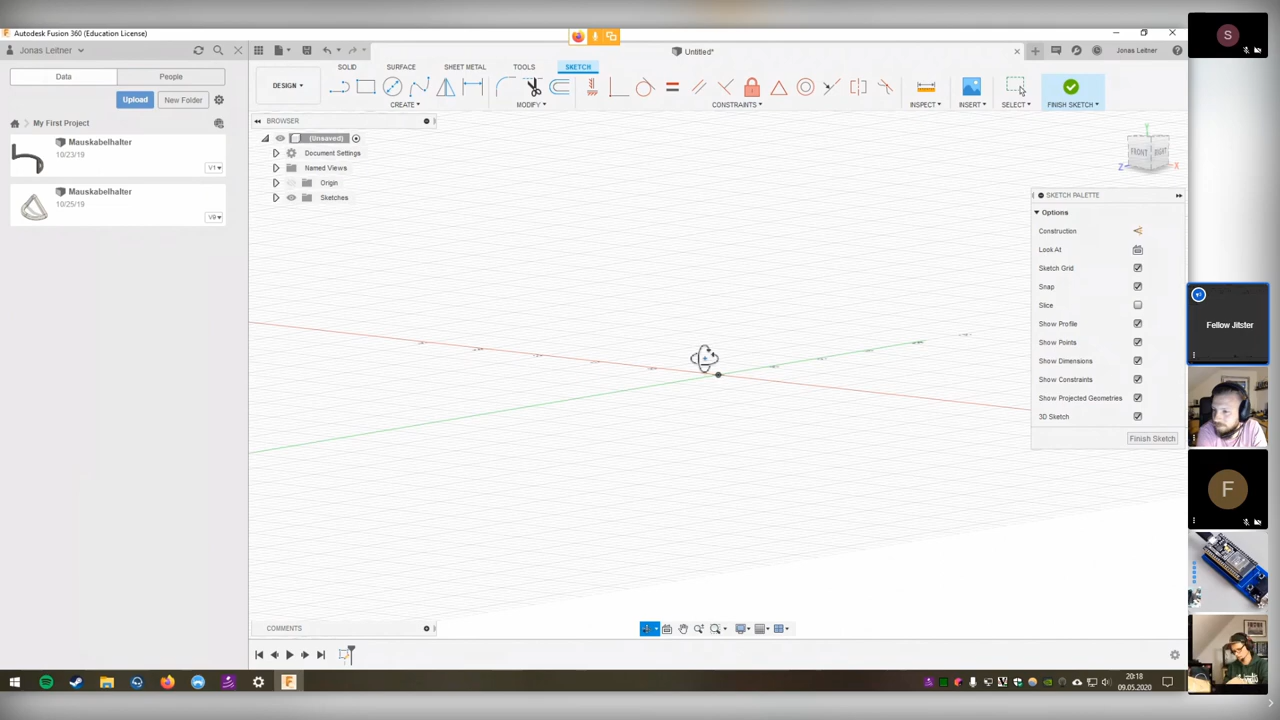 Autodesk Fusion 360 (Education License)
Jonas Leitner
Untitled*
Jonas Leitner
Data
People
SOLID
SURFACE
SHEET METAL
TOOLS
SKETCH
DESIGN
CREATE
MODIFY
CONSTRAINTS
INSPECT
INSERT
SELECT
FINISH SKETCH
Upload
New Folder
My First Project
Mauskabelhalter
10/23/19
V1
Mauskabelhalter
10/25/19
V9
BROWSER
(Unsaved)
Document Settings
Named Views
Origin
Sketches
FRONT
RIGHT
Y
Z
X
SKETCH PALETTE
Options
Construction
Look At
Sketch Grid
Snap
Slice
Show Profile
Show Points
Show Dimensions
Show Constraints
Show Projected Geometries
3D Sketch
Finish Sketch
COMMENTS
20:18
09.05.2020
S
Fellow Jitster
F